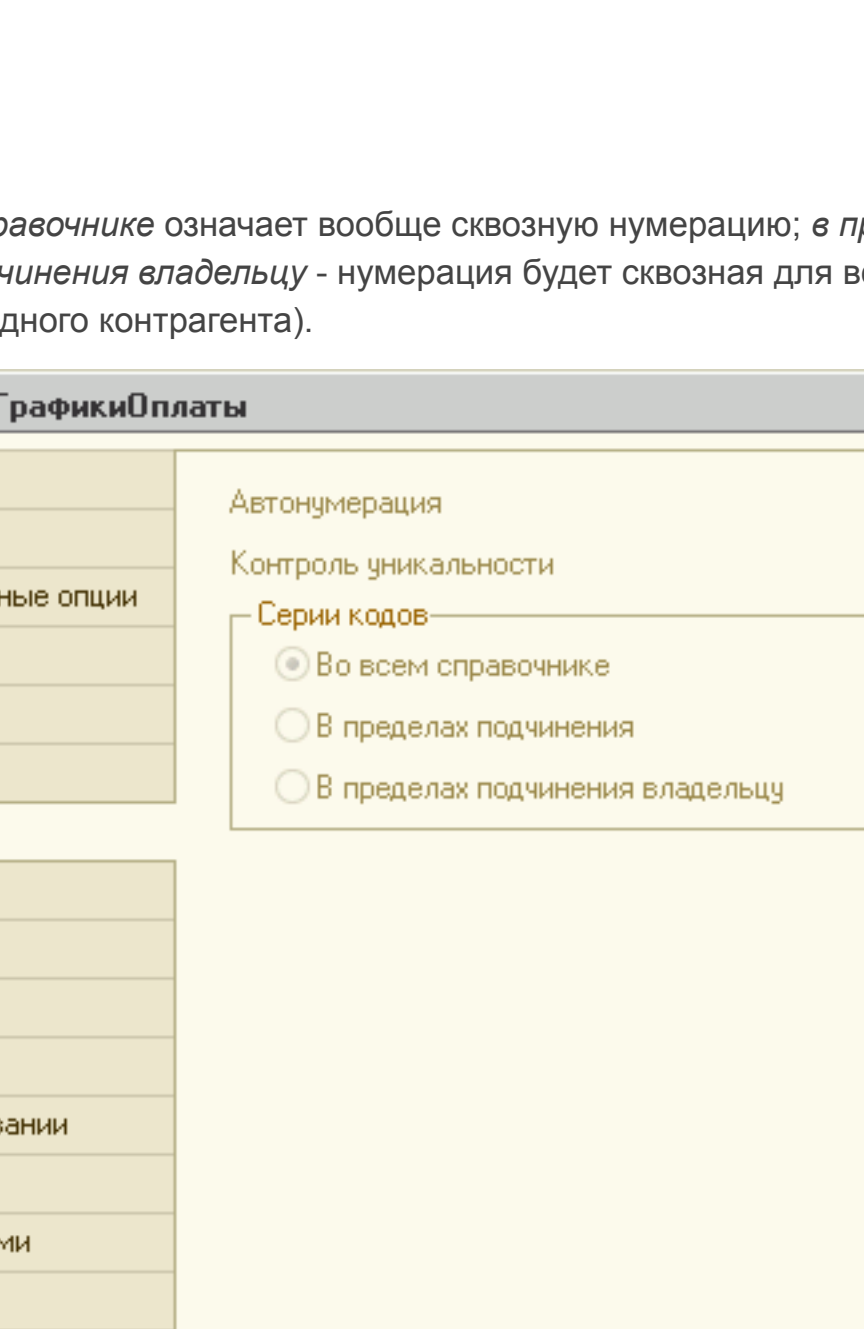 равочнике означает вообще сквозную нумерацию; в пр
чинения владельцу - нумерация будет сквозная для в
дного контрагента).
ГрафикиОплаты
Автонумерация
Контроль уникальности
ные опции
Серии кодов
Во всем справочнике
В пределах подчинения
В пределах подчинения владельцу
вании
ми